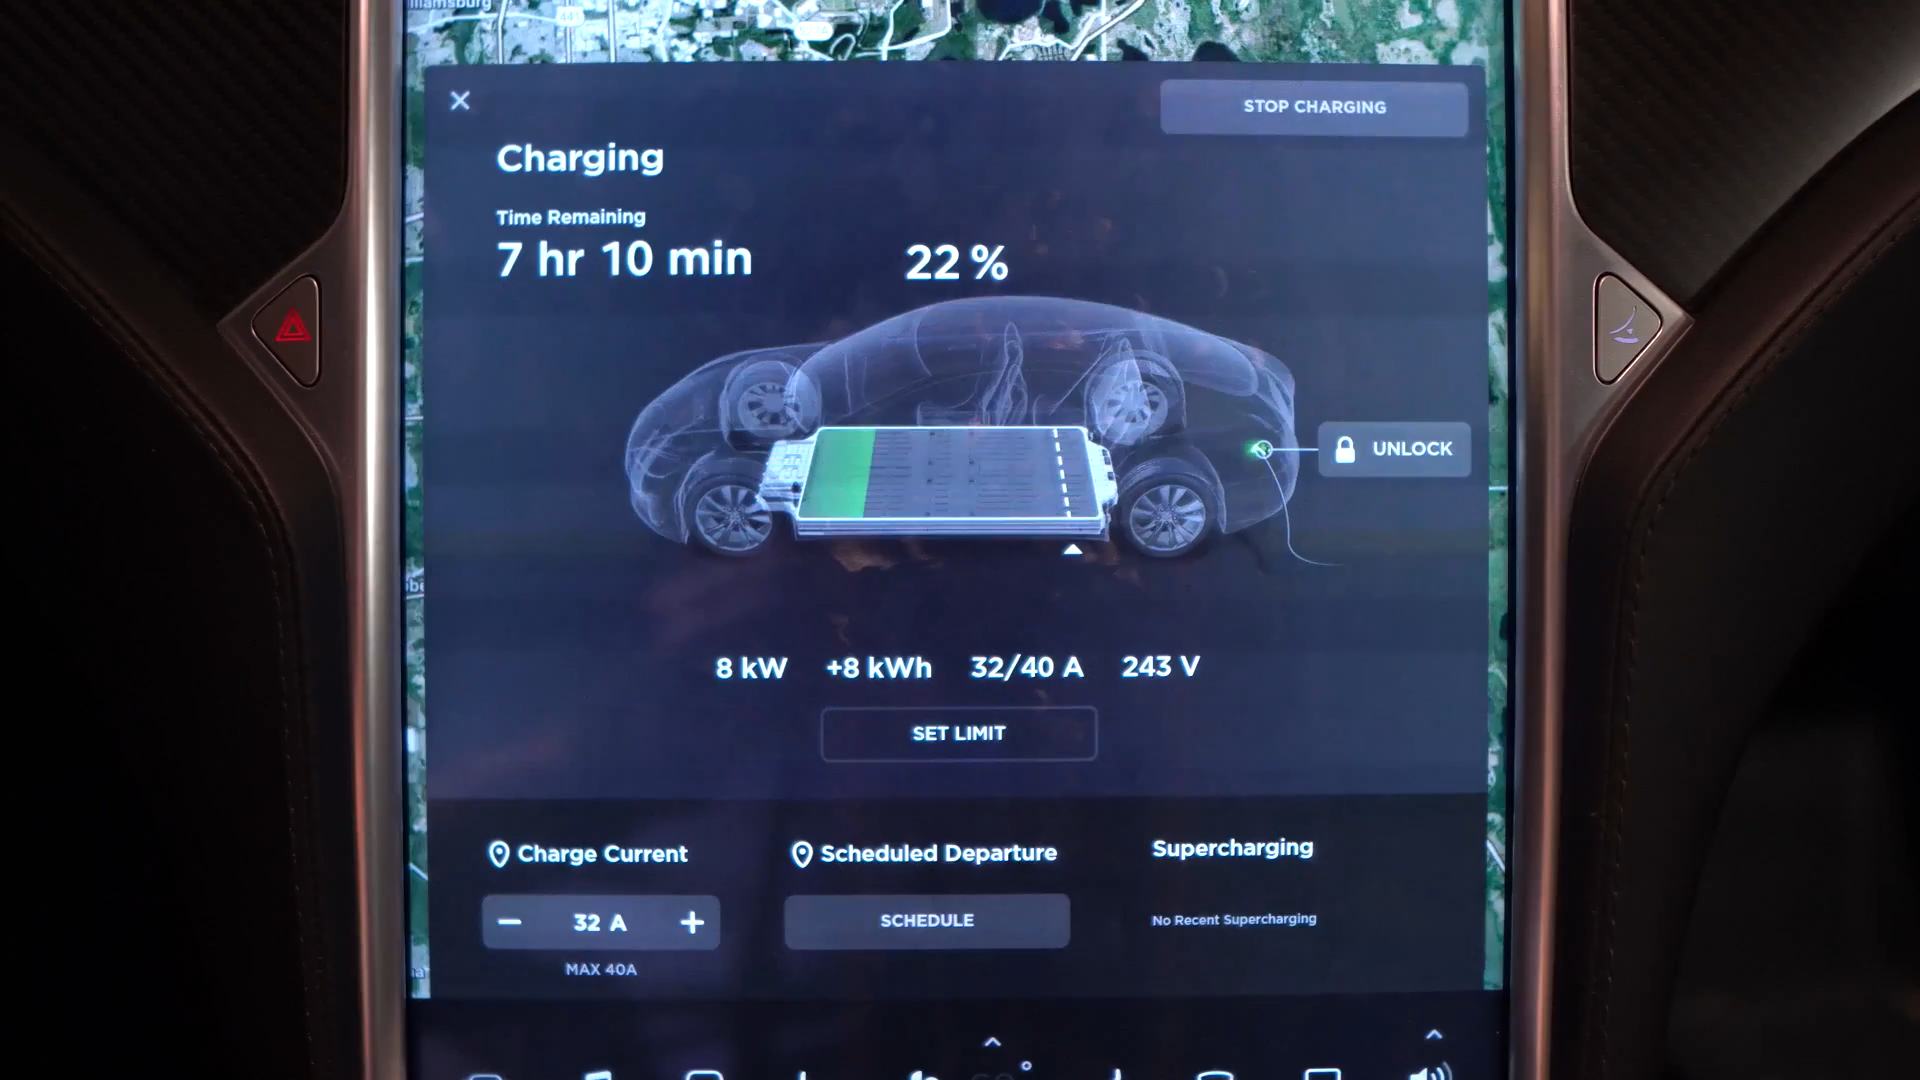 441
STOP CHARGING
Charging
Time Remaining
7 hr 10 min
22 %
UNLOCK
8 kW +8 kWh 32/40 A 243 V
SET LIMIT
Charge Current
Scheduled Departure
Supercharging
32 A
SCHEDULE
No Recent Supercharging
MAX 40A